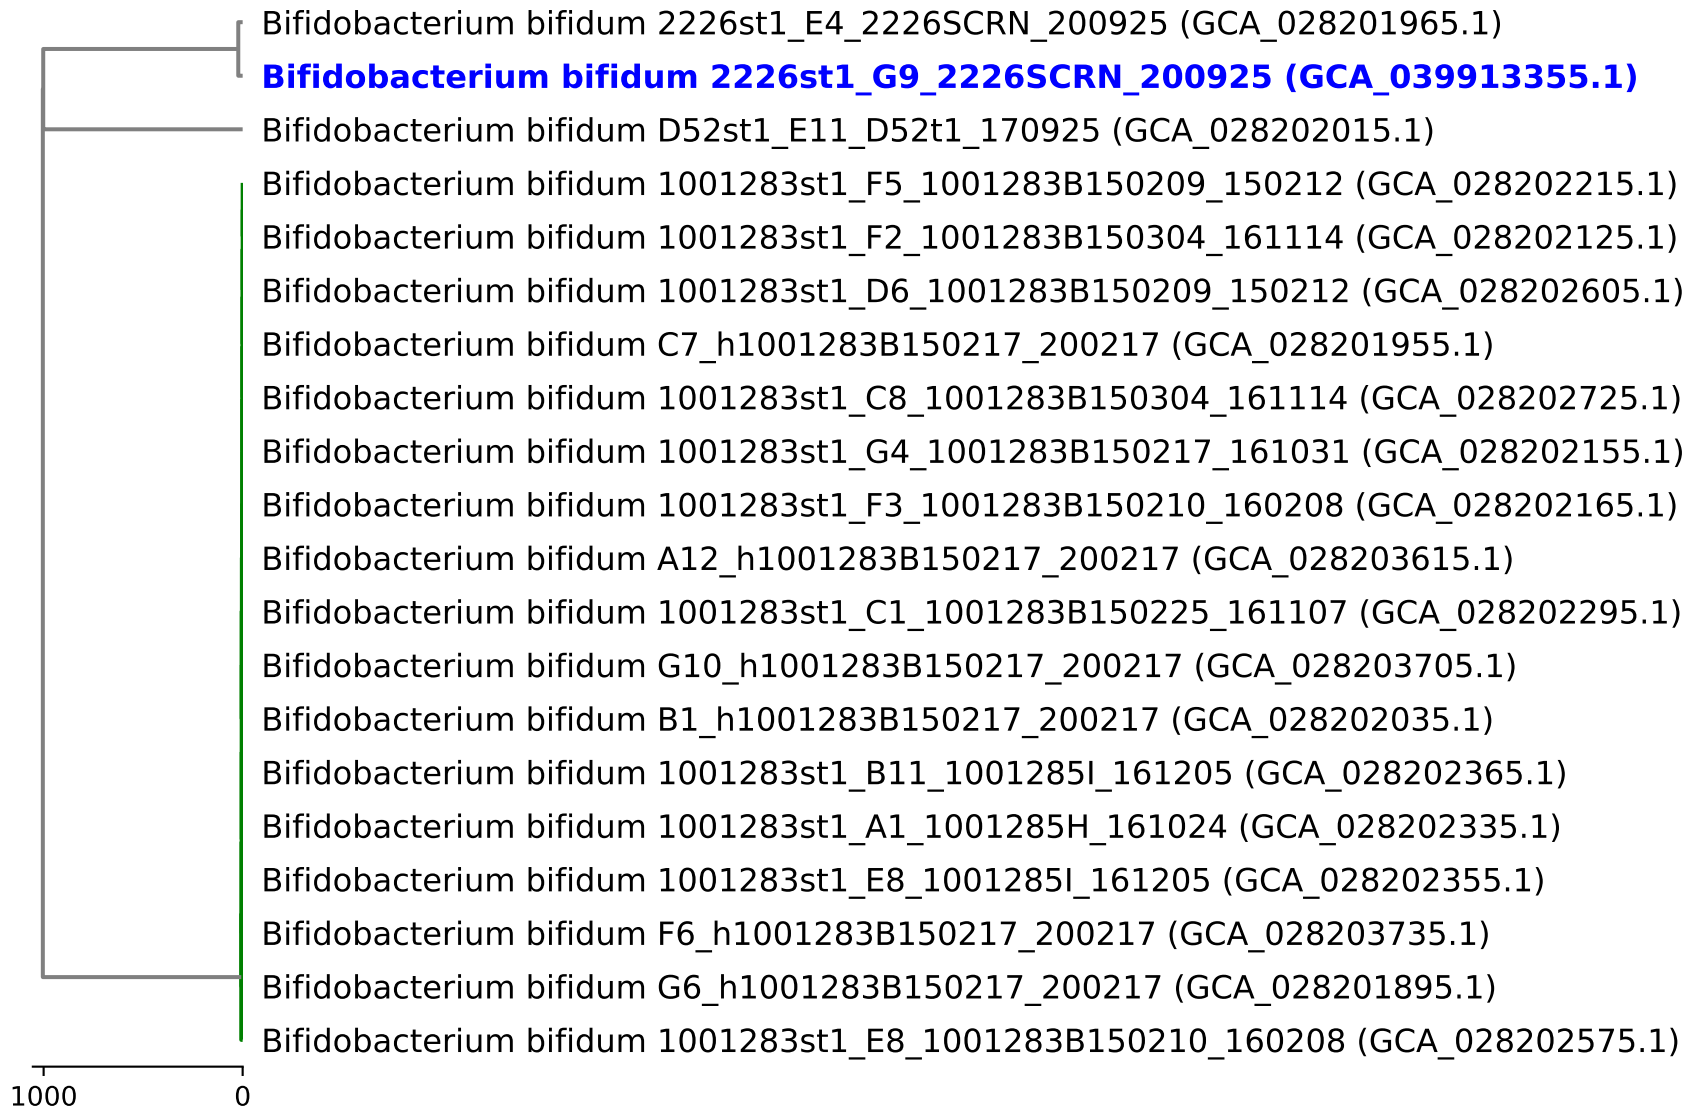 Bifidobacterium bifidum 2226st1_E4_2226SCRN_200925 (GCA_028201965.1)
Bifidobacterium bifidum 2226st1_G9_2226SCRN_200925 (GCA_039913355.1)
Bifidobacterium bifidum D52st1_E11_D52t1_170925 (GCA_028202015.1)
Bifidobacterium bifidum 1001283st1_F5_1001283B150209_150212 (GCA_028202215.1)
Bifidobacterium bifidum 1001283st1_F2_1001283B150304_161114 (GCA_028202125.1)
Bifidobacterium bifidum 1001283st1_D6_1001283B150209_150212 (GCA_028202605.1)
Bifidobacterium bifidum C7_h1001283B150217_200217 (GCA_028201955.1)
Bifidobacterium bifidum 1001283st1_C8_1001283B150304_161114 (GCA_028202725.1)
Bifidobacterium bifidum 1001283st1_G4_1001283B150217_161031 (GCA_028202155.1)
Bifidobacterium bifidum 1001283st1_F3_1001283B150210_160208 (GCA_028202165.1)
Bifidobacterium bifidum A12_h1001283B150217_200217 (GCA_028203615.1)
Bifidobacterium bifidum 1001283st1_C1_1001283B150225_161107 (GCA_028202295.1)
Bifidobacterium bifidum G10_h1001283B150217_200217 (GCA_028203705.1)
Bifidobacterium bifidum B1_h1001283B150217_200217 (GCA_028202035.1)
Bifidobacterium bifidum 1001283st1_B11_1001285I_161205 (GCA_028202365.1)
Bifidobacterium bifidum 1001283st1_A1_1001285H_161024 (GCA_028202335.1)
Bifidobacterium bifidum 1001283st1_E8_1001285I_161205 (GCA_028202355.1)
Bifidobacterium bifidum F6_h1001283B150217_200217 (GCA_028203735.1)
Bifidobacterium bifidum G6_h1001283B150217_200217 (GCA_028201895.1)
Bifidobacterium bifidum 1001283st1_E8_1001283B150210_160208 (GCA_028202575.1)
1000 0